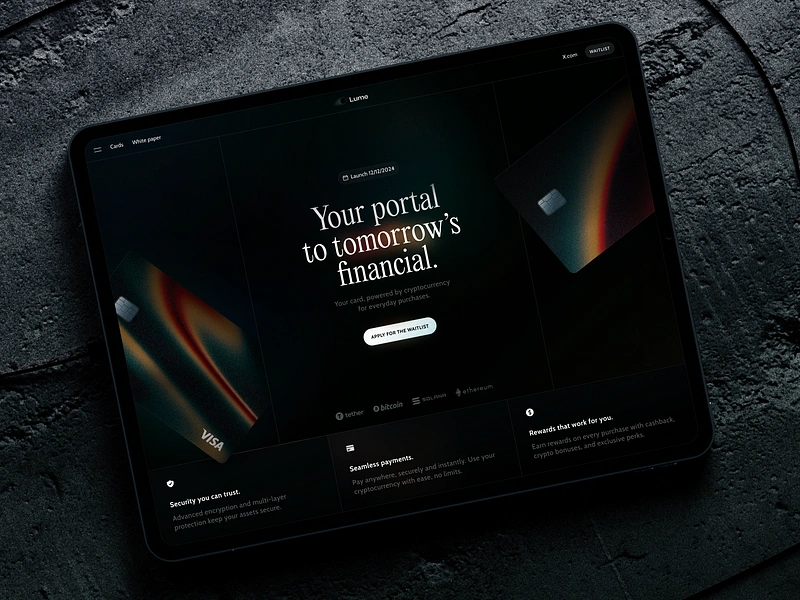 Cards
White paper
Lumo
X.com
WAITLIST
Launch 12/12/2024
Your portal
to tomorrow's
financial.
Your card, powered by cryptocurrency
for everyday purchases.
APPLY FOR THE WAITLIST
tether
bitcoin
SOLANA
ethereum
VISA
Security you can trust.
Advanced encryption and multi-layer
protection keep your assets secure.
Seamless payments.
Pay anywhere, securely and instantly. Use your
cryptocurrency with ease, no limits.
Rewards that work for you.
Earn rewards on every purchase with cashback,
crypto bonuses, and exclusive perks.